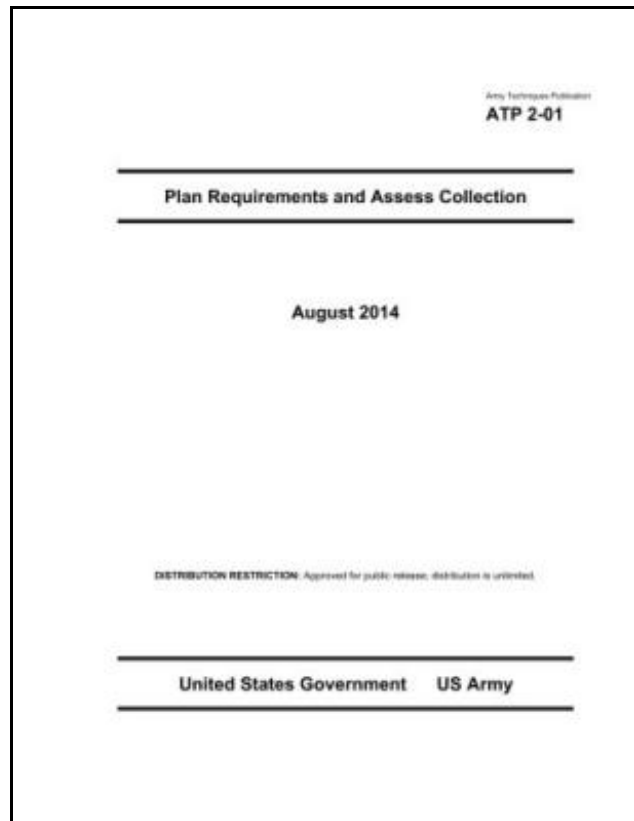 Army Techniques Publication
ATP 2-01
Plan Requirements and Assess Collection
August 2014
DISTRIBUTION RESTRICTION: Approved for public release; distribution is unlimited.
United States Government US Army